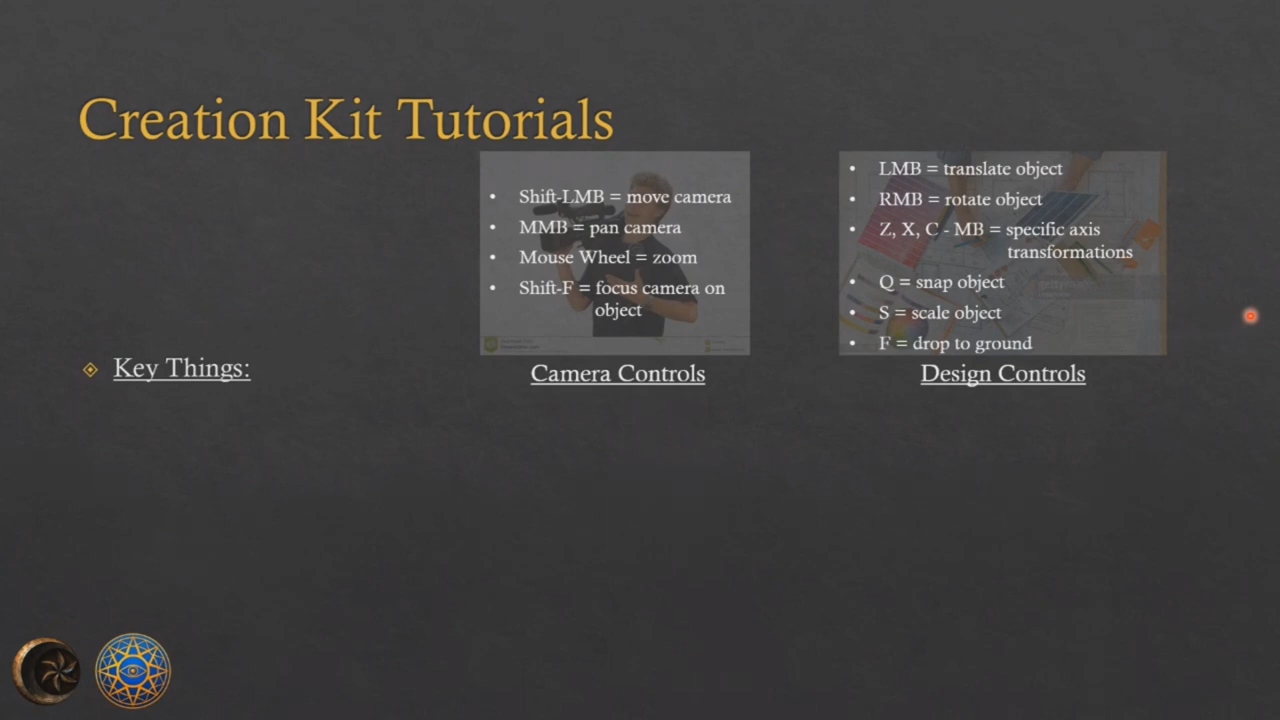 Creation Kit Tutorials
Shift-LMB = move camera
MMB = pan camera
Mouse Wheel = zoom
Shift-F = focus camera on
object
LMB = translate object
RMB = rotate object
Z, X, C - MB = specific axis
transformations
Q = snap object
S = scale object
F = drop to ground
Key Things:
Camera Controls
Design Controls